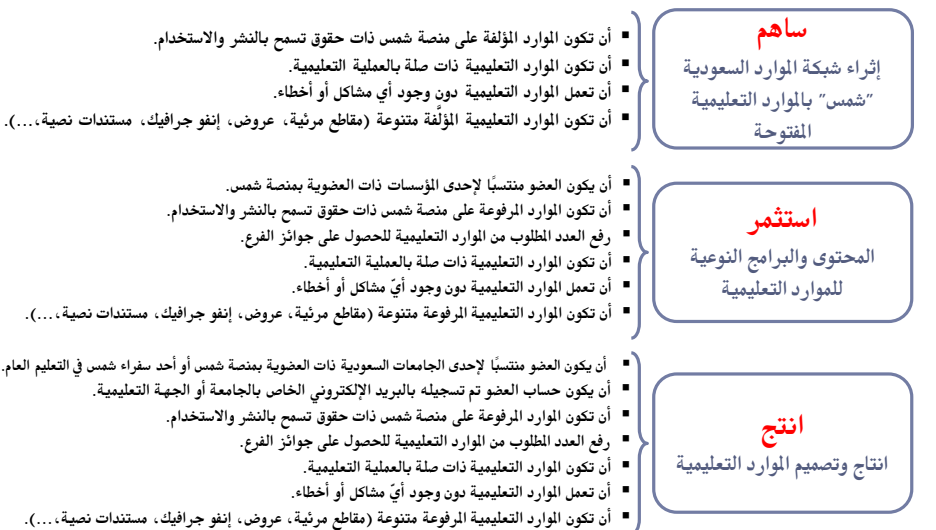 ساهم
إثراء شبكة الموارد السعودية
"شمس" بالموارد التعليمية
المفتوحة
▪ أن تكون الموارد المؤلفة على منصة شمس ذات حقوق تسمح بالنشر والاستخدام.
▪ أن تكون الموارد التعليمية ذات صلة بالعملية التعليمية.
▪ أن تعمل الموارد التعليمية دون وجود أي مشاكل أو أخطاء.
▪ أن تكون الموارد التعليمية المؤلَّفة متنوعة (مقاطع مرئية، عروض، إنفو جرافيك، مستندات نصية،...).
استثمر
المحتوى والبرامج النوعية
للموارد التعليمية
▪ أن يكون العضو منتسبًا لإحدى المؤسسات ذات العضوية بمنصة شمس.
▪ أن تكون الموارد المرفوعة على منصة شمس ذات حقوق تسمح بالنشر والاستخدام.
▪ رفع العدد المطلوب من الموارد التعليمية للحصول على جوائز الفرع.
▪ أن تكون الموارد التعليمية ذات صلة بالعملية التعليمية.
▪ أن تعمل الموارد التعليمية دون وجود أيّ مشاكل أو أخطاء.
▪ أن تكون الموارد التعليمية المرفوعة متنوعة (مقاطع مرئية، عروض، إنفو جرافيك، مستندات نصية،...).
انتج
انتاج وتصميم الموارد التعليمية
▪ أن يكون العضو منتسبًا لإحدى الجامعات السعودية ذات العضوية بمنصة شمس أو أحد سفراء شمس في التعليم العام.
▪ أن يكون حساب العضو تم تسجيله بالبريد الإلكتروني الخاص بالجامعة أو الجهة التعليمية.
▪ أن تكون الموارد المرفوعة على منصة شمس ذات حقوق تسمح بالنشر والاستخدام.
▪ رفع العدد المطلوب من الموارد التعليمية للحصول على جوائز الفرع.
▪ أن تكون الموارد التعليمية ذات صلة بالعملية التعليمية.
▪ أن تعمل الموارد التعليمية دون وجود أيّ مشاكل أو أخطاء.
▪ أن تكون الموارد التعليمية المرفوعة متنوعة (مقاطع مرئية، عروض، إنفو جرافيك، مستندات نصية،...).